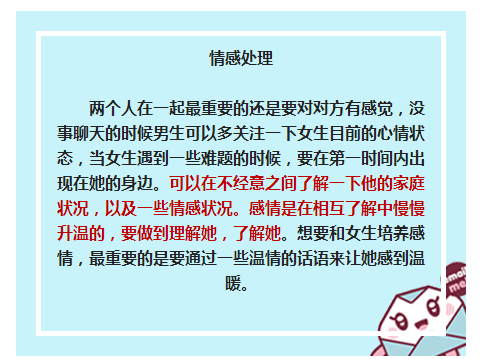 情感处理
两个人在一起最重要的还是要对对方有感觉，没
事聊天的时候男生可以多关注一下女生目前的心情状
态，当女生遇到一些难题的时候，要在第一时间内出
现在她的身边。可以在不经意之间了解一下他的家庭
状况，以及一些情感状况。感情是在相互了解中慢慢
升温的，要做到理解她，了解她。想要和女生培养感
情，最重要的是要通过一些温情的话语来让她感到温
暖。